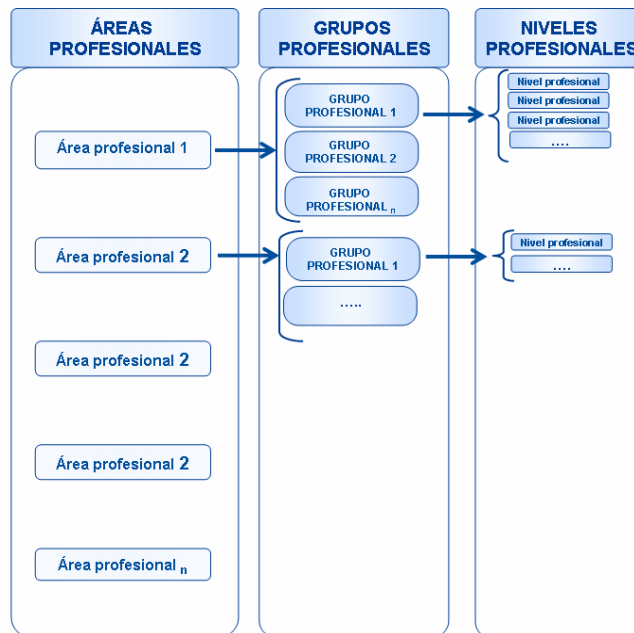 ÁREAS
PROFESIONALES
GRUPOS
PROFESIONALES
NIVELES
PROFESIONALES
Área profesional 1
Área profesional 2
Área profesional 2
Área profesional 2
Área profesional n
GRUPO
PROFESIONAL 1
GRUPO
PROFESIONAL 2
GRUPO
PROFESIONAL n
GRUPO
PROFESIONAL 1
.....
Nivel profesional
Nivel profesional
Nivel profesional
....
Nivel profesional
....